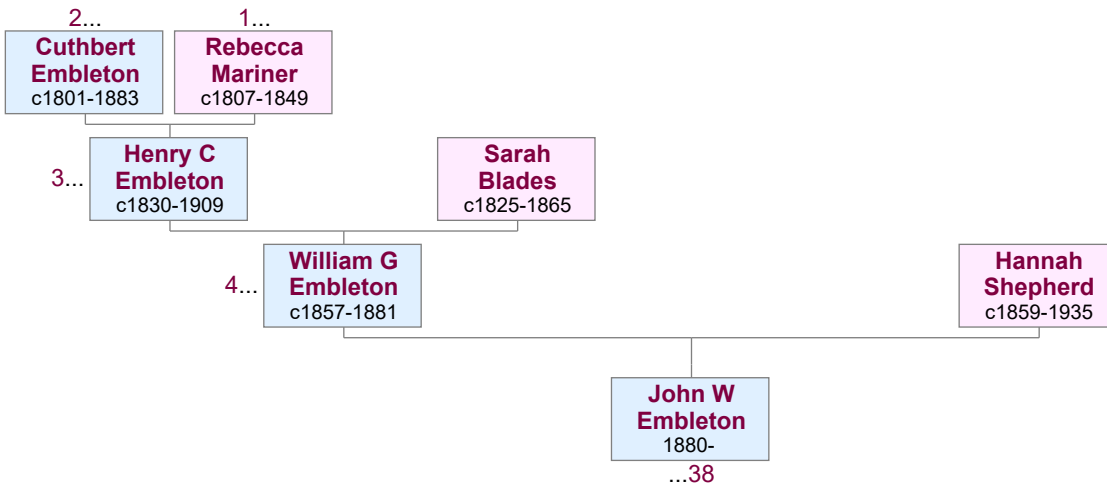 2...
1...
Cuthbert
Embleton
c1801-1883
Rebecca
Mariner
c1807-1849
3...
Henry C
Embleton
c1830-1909
Sarah
Blades
c1825-1865
4...
William G
Embleton
c1857-1881
Hannah
Shepherd
c1859-1935
John W
Embleton
1880-
...38